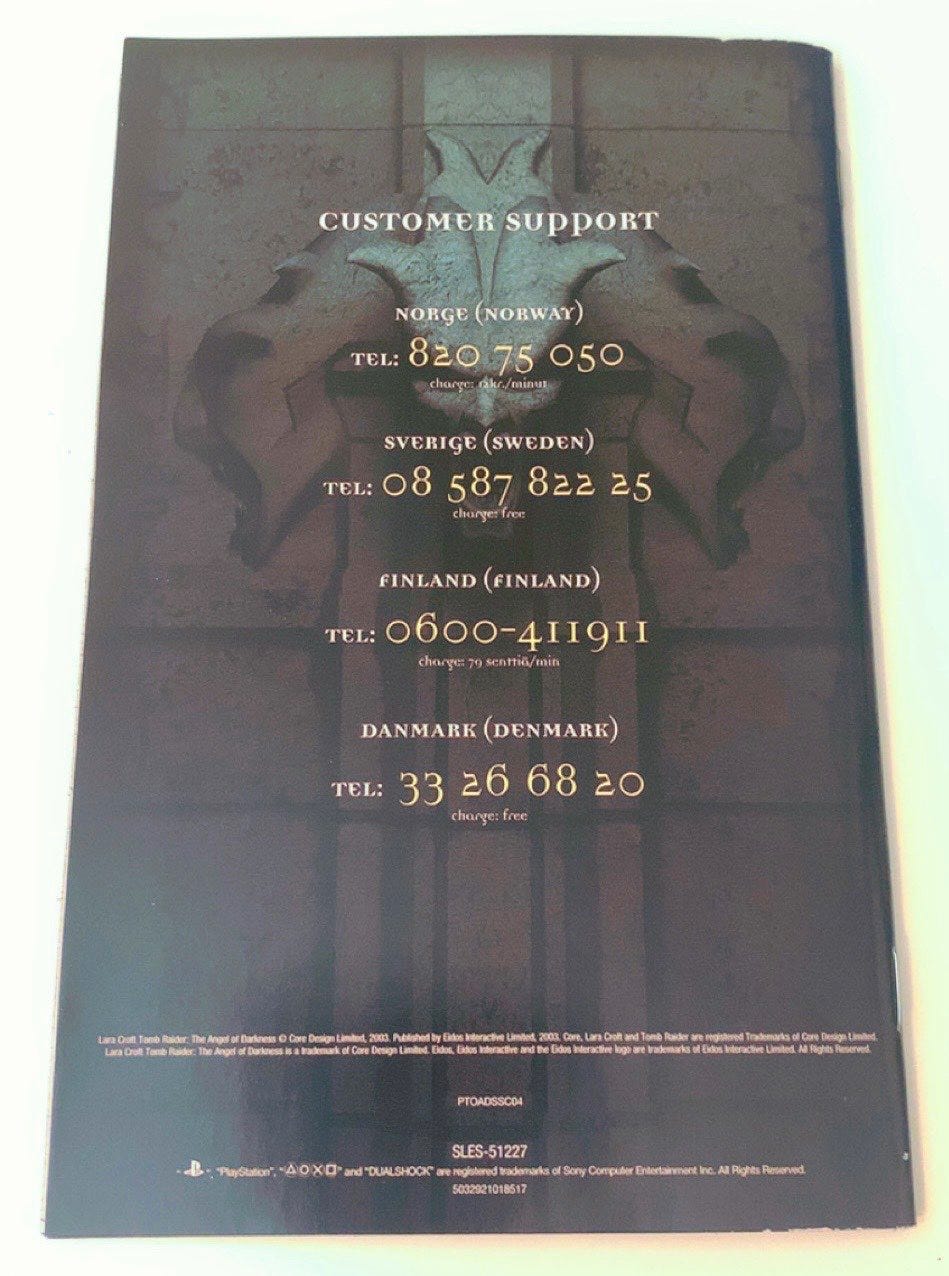 CUSTOMER SUPPORT
NORGE (NORWAY)
TEL: 820 75 050
charge: 12kr./minut
SVERIGE (SWEDEN)
TEL: 08 587 822 25
charge: free
FINLAND (FINLAND)
TEL: 0600-411911
charge: 79 senttiä/min
DANMARK (DENMARK)
TEL: 33 26 68 20
charge: free
Lara Croft Tomb Raider: The Angel of Darkness © Core Design Limited, 2003. Published by Eidos Interactive Limited, 2003. Core, Lara Croft and Tomb Raider are registered Trademarks of Core Design Limited.
Lara Croft Tomb Raider: The Angel of Darkness is a trademark of Core Design Limited. Eidos, Eidos Interactive and the Eidos Interactive logo are trademarks of Eidos Interactive Limited. All Rights Reserved.
PTOADSSC04
SLES-51227
"PlayStation", "△○✕□" and "DUALSHOCK" are registered trademarks of Sony Computer Entertainment Inc. All Rights Reserved.
5032921018517